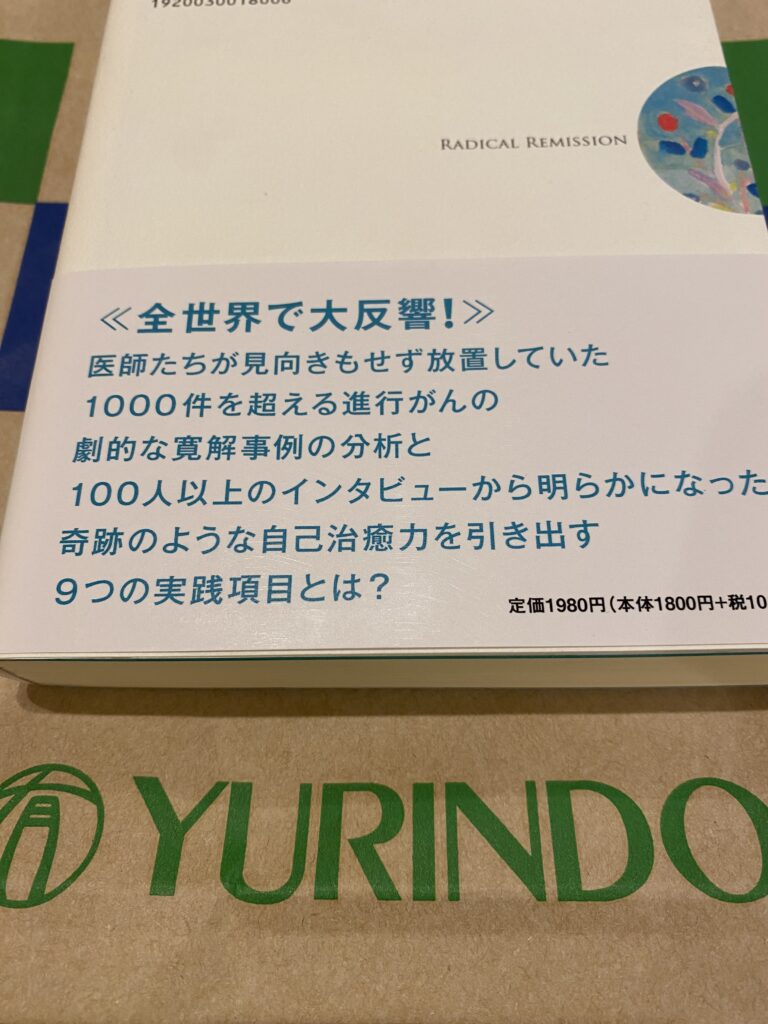 1920030018006
RADICAL REMISSION
≪全世界で大反響!≫
医師たちが見向きもせず放置していた
1000件を超える進行がんの
劇的な寛解事例の分析と
100人以上のインタビューから明らかになった
奇跡のような自己治癒力を引き出す
9つの実践項目とは?
定価1980円(本体1800円+税10
有
YURINDO